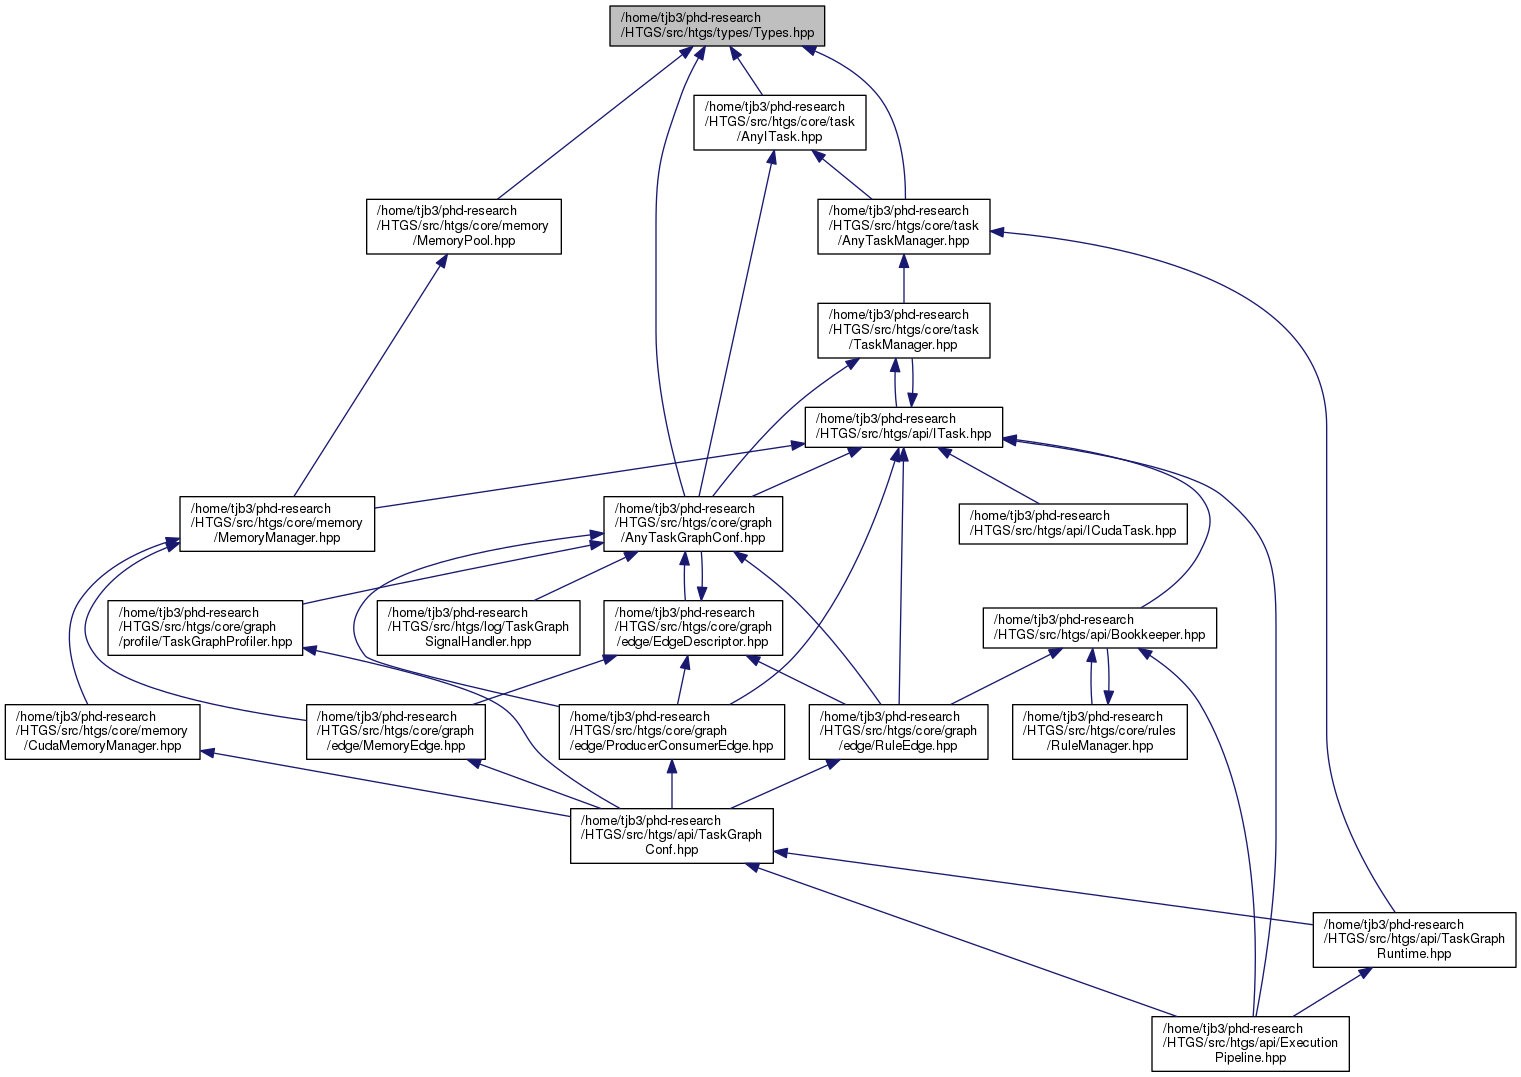 /home/tjb3/phd-research
/HTGS/src/htgs/types/Types.hpp
/home/tjb3/phd-research
/HTGS/src/htgs/core/task
/AnyITask.hpp
/home/tjb3/phd-research
/HTGS/src/htgs/core/memory
/MemoryPool.hpp
/home/tjb3/phd-research
/HTGS/src/htgs/core/task
/AnyTaskManager.hpp
/home/tjb3/phd-research
/HTGS/src/htgs/core/task
/TaskManager.hpp
/home/tjb3/phd-research
/HTGS/src/htgs/api/ITask.hpp
/home/tjb3/phd-research
/HTGS/src/htgs/core/memory
/MemoryManager.hpp
/home/tjb3/phd-research
/HTGS/src/htgs/core/graph
/AnyTaskGraphConf.hpp
/home/tjb3/phd-research
/HTGS/src/htgs/api/ICudaTask.hpp
/home/tjb3/phd-research
/HTGS/src/htgs/core/graph
/profile/TaskGraphProfiler.hpp
/home/tjb3/phd-research
/HTGS/src/htgs/log/TaskGraph
SignalHandler.hpp
/home/tjb3/phd-research
/HTGS/src/htgs/core/graph
/edge/EdgeDescriptor.hpp
/home/tjb3/phd-research
/HTGS/src/htgs/api/Bookkeeper.hpp
/home/tjb3/phd-research
/HTGS/src/htgs/core/memory
/CudaMemoryManager.hpp
/home/tjb3/phd-research
/HTGS/src/htgs/core/graph
/edge/MemoryEdge.hpp
/home/tjb3/phd-research
/HTGS/src/htgs/core/graph
/edge/ProducerConsumerEdge.hpp
/home/tjb3/phd-research
/HTGS/src/htgs/core/graph
/edge/RuleEdge.hpp
/home/tjb3/phd-research
/HTGS/src/htgs/core/rules
/RuleManager.hpp
/home/tjb3/phd-research
/HTGS/src/htgs/api/TaskGraph
Conf.hpp
/home/tjb3/phd-research
/HTGS/src/htgs/api/TaskGraph
Runtime.hpp
/home/tjb3/phd-research
/HTGS/src/htgs/api/Execution
Pipeline.hpp